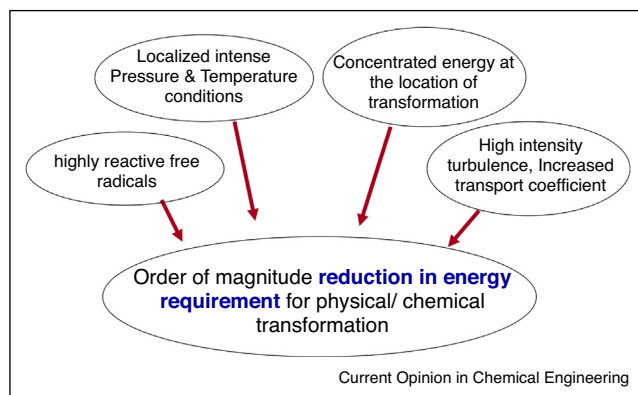 Localized intense
Pressure & Temperature
conditions
Concentrated energy at
the location of
transformation
highly reactive free
radicals
High intensity
turbulence, Increased
transport coefficient
Order of magnitude reduction in energy
requirement for physical/ chemical
transformation
Current Opinion in Chemical Engineering